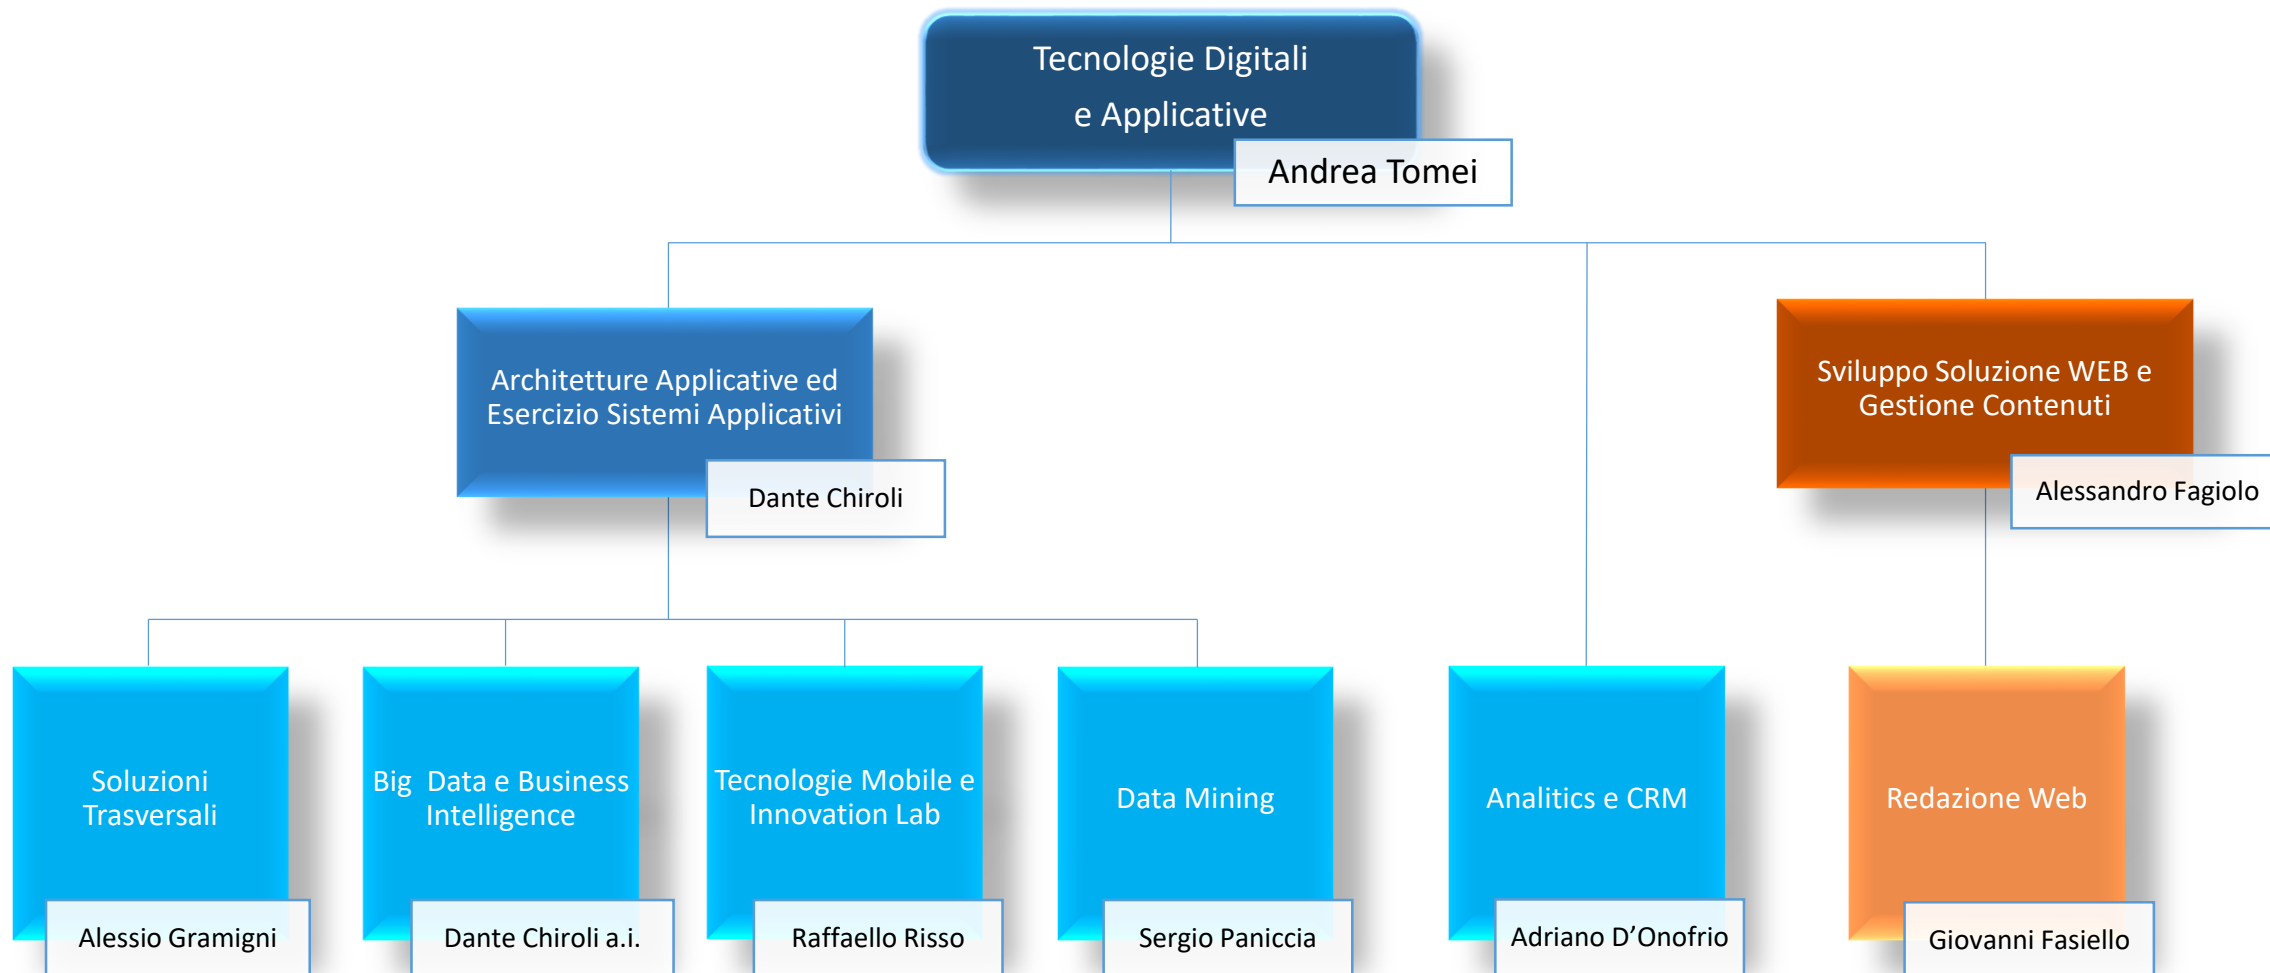 Tecnologie Digitali
e Applicative
Andrea Tomei
Architetture Applicative ed
Esercizio Sistemi Applicativi
Dante Chiroli
Sviluppo Soluzione WEB e
Gestione Contenuti
Alessandro Fagiolo
Soluzioni
Trasversali
Alessio Gramigni
Big  Data e Business
Intelligence
Dante Chiroli a.i.
Tecnologie Mobile e
Innovation Lab
Raffaello Risso
Data Mining
Sergio Paniccia
Analitics e CRM
Adriano D’Onofrio
Redazione Web
Giovanni Fasiello